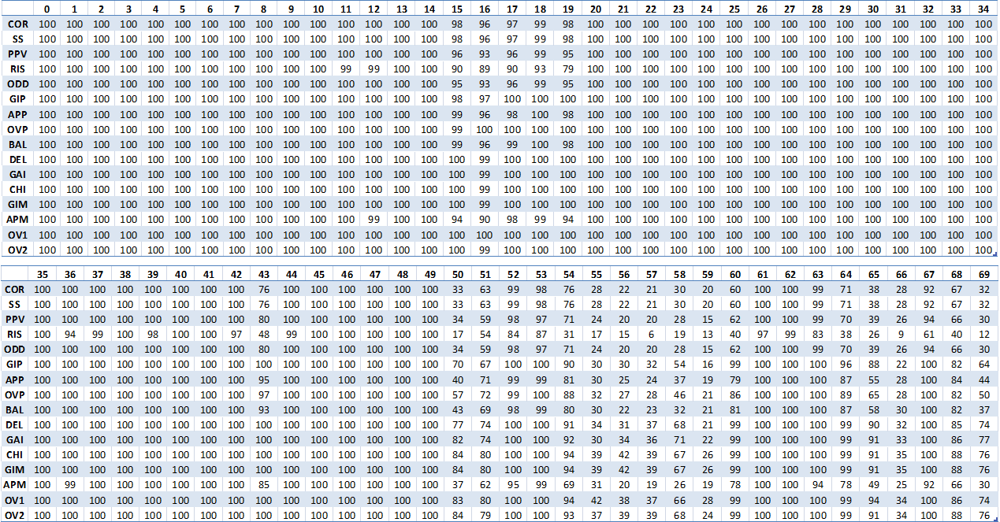 0 1 2 3 4 5 6 7 8 9 10 11 12 13 14 15 16 17 18 19 20 21 22 23 24 25 26 27 28 29 30 31 32 33 34
COR 100 100 100 100 100 100 100 100 100 100 100 100 100 100 100 98 96 97 99 98 100 100 100 100 100 100 100 100 100 100 100 100 100 100 100
SS 100 100 100 100 100 100 100 100 100 100 100 100 100 100 100 98 96 97 99 98 100 100 100 100 100 100 100 100 100 100 100 100 100 100 100
PPV 100 100 100 100 100 100 100 100 100 100 100 100 100 100 100 96 93 96 99 95 100 100 100 100 100 100 100 100 100 100 100 100 100 100 100
RIS 100 100 100 100 100 100 100 100 100 100 100 99 99 100 100 90 89 90 93 79 100 100 100 100 100 100 100 100 100 100 100 100 100 100 100
ODD 100 100 100 100 100 100 100 100 100 100 100 100 100 100 100 95 93 96 99 95 100 100 100 100 100 100 100 100 100 100 100 100 100 100 100
GIP 100 100 100 100 100 100 100 100 100 100 100 100 100 100 100 98 97 100 100 100 100 100 100 100 100 100 100 100 100 100 100 100 100 100 100
APP 100 100 100 100 100 100 100 100 100 100 100 100 100 100 100 99 96 98 100 98 100 100 100 100 100 100 100 100 100 100 100 100 100 100 100
OVP 100 100 100 100 100 100 100 100 100 100 100 100 100 100 100 99 100 100 100 100 100 100 100 100 100 100 100 100 100 100 100 100 100 100 100
BAL 100 100 100 100 100 100 100 100 100 100 100 100 100 100 100 99 96 99 100 98 100 100 100 100 100 100 100 100 100 100 100 100 100 100 100
DEL 100 100 100 100 100 100 100 100 100 100 100 100 100 100 100 100 99 100 100 100 100 100 100 100 100 100 100 100 100 100 100 100 100 100 100
GAI 100 100 100 100 100 100 100 100 100 100 100 100 100 100 100 100 99 100 100 100 100 100 100 100 100 100 100 100 100 100 100 100 100 100 100
CHI 100 100 100 100 100 100 100 100 100 100 100 100 100 100 100 100 99 100 100 100 100 100 100 100 100 100 100 100 100 100 100 100 100 100 100
GIM 100 100 100 100 100 100 100 100 100 100 100 100 100 100 100 100 99 100 100 100 100 100 100 100 100 100 100 100 100 100 100 100 100 100 100
APM 100 100 100 100 100 100 100 100 100 100 100 100 99 100 100 94 90 98 99 94 100 100 100 100 100 100 100 100 100 100 100 100 100 100 100
OV1 100 100 100 100 100 100 100 100 100 100 100 100 100 100 100 100 100 100 100 100 100 100 100 100 100 100 100 100 100 100 100 100 100 100 100
OV2 100 100 100 100 100 100 100 100 100 100 100 100 100 100 100 100 99 100 100 100 100 100 100 100 100 100 100 100 100 100 100 100 100 100 100
35 36 37 38 39 40 41 42 43 44 45 46 47 48 49 50 51 52 53 54 55 56 57 58 59 60 61 62 63 64 65 66 67 68 69
COR 100 100 100 100 100 100 100 100 76 100 100 100 100 100 100 33 63 99 98 76 28 22 21 30 20 60 100 100 99 71 38 28 92 67 32
SS 100 100 100 100 100 100 100 100 76 100 100 100 100 100 100 33 63 99 98 76 28 22 21 30 20 60 100 100 99 71 38 28 92 67 32
PPV 100 100 100 100 100 100 100 100 80 100 100 100 100 100 100 34 59 98 97 71 24 20 20 28 15 62 100 100 99 70 39 26 94 66 30
RIS 100 94 99 100 98 100 100 97 48 99 100 100 100 100 100 17 54 84 87 31 17 15 6 19 13 40 97 99 83 38 26 9 61 40 12
ODD 100 100 100 100 100 100 100 100 80 100 100 100 100 100 100 34 59 98 97 71 24 20 20 28 15 62 100 100 99 70 39 26 94 66 30
GIP 100 100 100 100 100 100 100 100 100 100 100 100 100 100 100 70 67 100 100 90 30 30 32 54 16 99 100 100 100 96 88 22 100 82 64
APP 100 100 100 100 100 100 100 100 95 100 100 100 100 100 100 40 71 99 99 81 30 25 24 37 19 79 100 100 100 87 55 28 100 84 44
OVP 100 100 100 100 100 100 100 100 97 100 100 100 100 100 100 57 72 99 100 88 32 27 28 46 21 86 100 100 100 89 65 28 100 82 50
BAL 100 100 100 100 100 100 100 100 93 100 100 100 100 100 100 43 69 98 99 80 30 22 23 32 21 81 100 100 100 87 58 30 100 82 37
DEL 100 100 100 100 100 100 100 100 100 100 100 100 100 100 100 77 74 100 100 91 34 31 37 68 21 99 100 100 100 99 90 32 100 85 74
GAI 100 100 100 100 100 100 100 100 100 100 100 100 100 100 100 82 74 100 100 92 30 34 36 71 22 99 100 100 100 99 91 33 100 86 77
CHI 100 100 100 100 100 100 100 100 100 100 100 100 100 100 100 84 80 100 100 94 39 42 39 67 26 99 100 100 100 99 91 35 100 88 76
GIM 100 100 100 100 100 100 100 100 100 100 100 100 100 100 100 84 80 100 100 94 39 42 39 67 26 99 100 100 100 99 91 35 100 88 76
APM 100 99 100 100 100 100 100 100 85 100 100 100 100 100 100 37 62 95 99 69 31 20 19 26 19 78 100 100 94 78 49 25 92 66 30
OV1 100 100 100 100 100 100 100 100 100 100 100 100 100 100 100 83 80 100 100 94 42 38 37 66 28 99 100 100 100 99 94 34 100 86 74
OV2 100 100 100 100 100 100 100 100 100 100 100 100 100 100 100 84 79 100 100 93 37 39 39 68 24 99 100 100 100 99 91 34 100 88 76